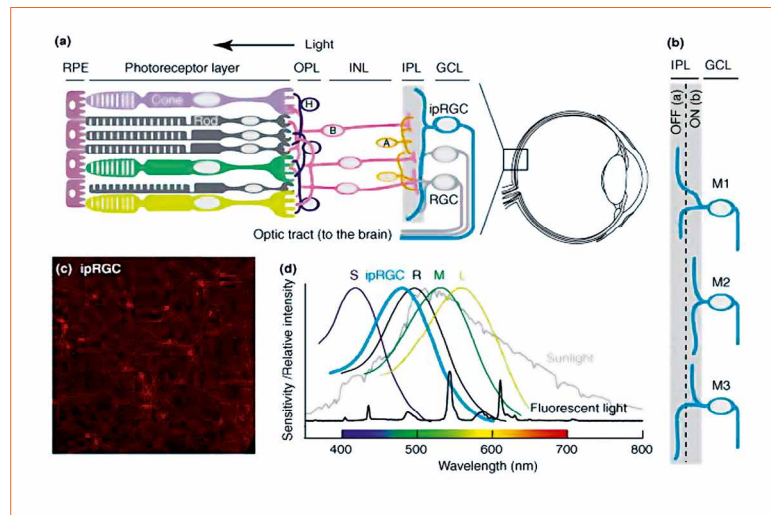 (a)
Light
RPE Photoreceptor layer OPL INL IPL GCL
Cone
Rod
H
B
A
ipRGC
RGC
Optic tract (to the brain)
(b)
IPL GCL
OFF (a)
ON (b)
M1
M2
M3
(c) ipRGC
(d)
S ipRGC R M L
Sunlight
Fluorescent light
Sensitivity /Relative intensity
400 500 600 700 800
Wavelength (nm)